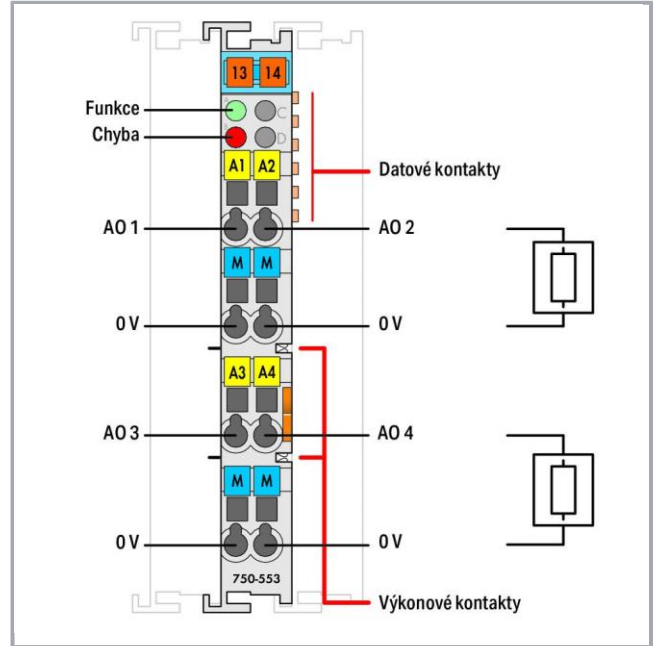 13 14
A C
Funkce
B D
Chyba
A1 A2
Datové kontakty
AO 1
AO 2
M M
0 V
0 V
A3 A4
AO 3
AO 4
M M
0 V
0 V
750-553
Výkonové kontakty